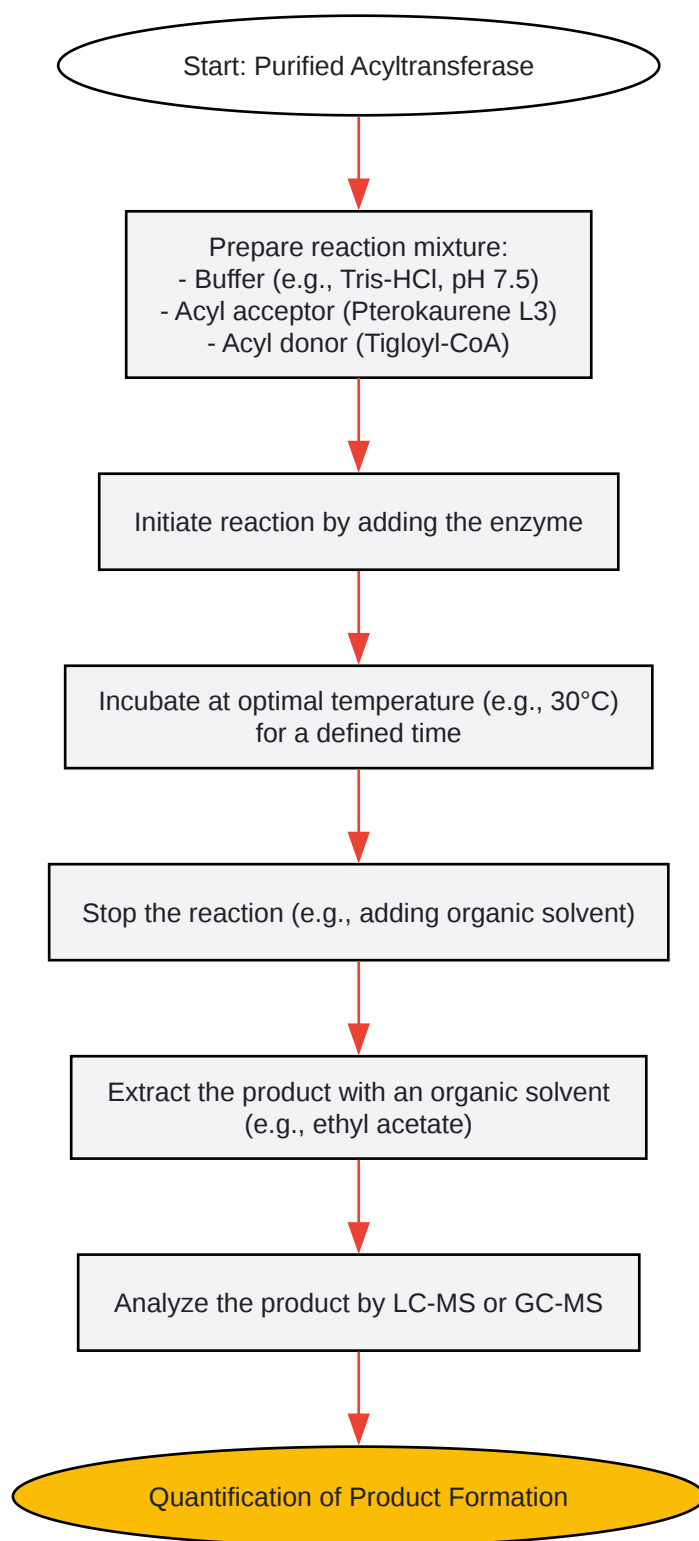 Start: Purified Acyltransferase
Prepare reaction mixture:
- Buffer (e.g., Tris-HCl, pH 7.5)
- Acyl acceptor (Pterokaurene L3)
- Acyl donor (Tigloyl-CoA)
Initiate reaction by adding the enzyme
Incubate at optimal temperature (e.g., 30°C)
for a defined time
Stop the reaction (e.g., adding organic solvent)
Extract the product with an organic solvent
(e.g., ethyl acetate)
Analyze the product by LC-MS or GC-MS
Quantification of Product Formation